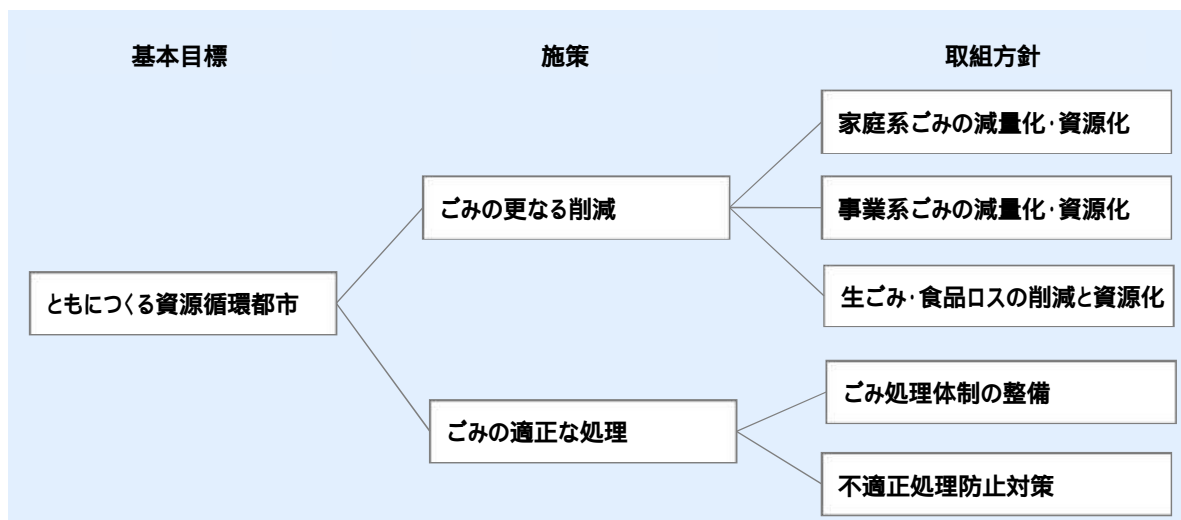 基本目標
施策
取組方針
家庭系ごみの減量化・資源化
ごみの更なる削減
事業系ごみの減量化・資源化
ともにつくる資源循環都市
生ごみ・食品ロスの削減と資源化
ごみ処理体制の整備
ごみの適正な処理
不適正処理防止対策